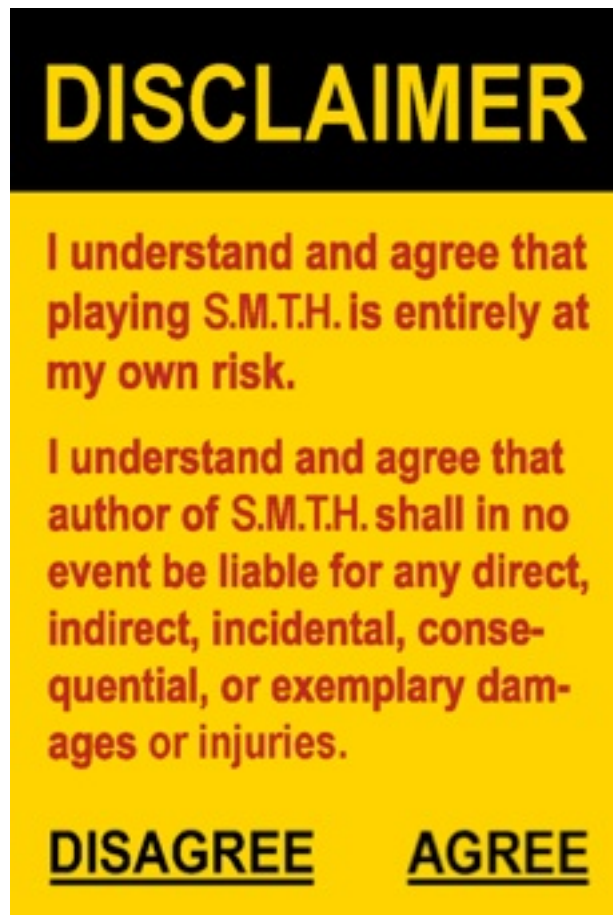 DISCLAIMER
I understand and agree that
playing S.M.T.H. is entirely at
my own risk.
I understand and agree that
author of S.M.T.H. shall in no
event be liable for any direct,
indirect, incidental, conse-
quential, or exemplary dam-
ages or injuries.
DISAGREE AGREE